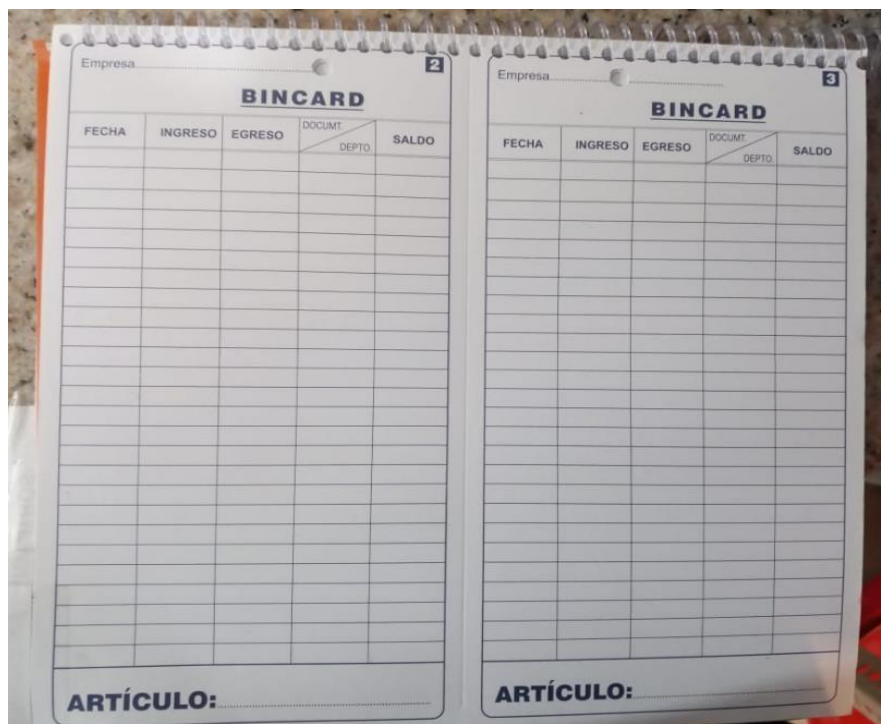 Empresa
2
BINCARD
FECHA INGRESO EGRESO DOCUMT. DEPTO. SALDO
ARTÍCULO:
Empresa
3
BINCARD
FECHA INGRESO EGRESO DOCUMT. DEPTO. SALDO
ARTÍCULO: